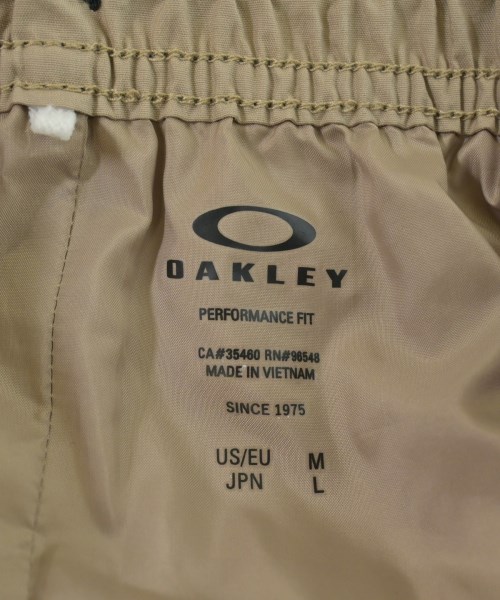 OAKLEY
PERFORMANCE FIT
CA#35460 RN#96548
MADE IN VIETNAM
SINCE 1975
US/EU M
JPN L